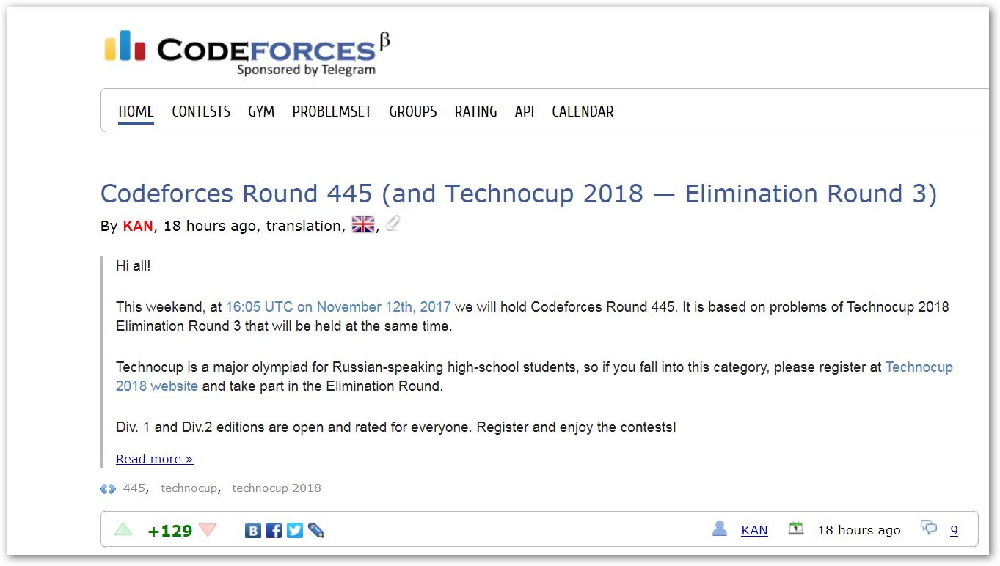 CODEFORCES β
Sponsored by Telegram
HOME CONTESTS GYM PROBLEMSET GROUPS RATING API CALENDAR
Codeforces Round 445 (and Technocup 2018 — Elimination Round 3)
By KAN, 18 hours ago, translation, ,
Hi all!
This weekend, at 16:05 UTC on November 12th, 2017 we will hold Codeforces Round 445. It is based on problems of Technocup 2018
Elimination Round 3 that will be held at the same time.
Technocup is a major olympiad for Russian-speaking high-school students, so if you fall into this category, please register at Technocup
2018 website and take part in the Elimination Round.
Div. 1 and Div.2 editions are open and rated for everyone. Register and enjoy the contests!
Read more »
445, technocup, technocup 2018
+129 KAN 18 hours ago 9